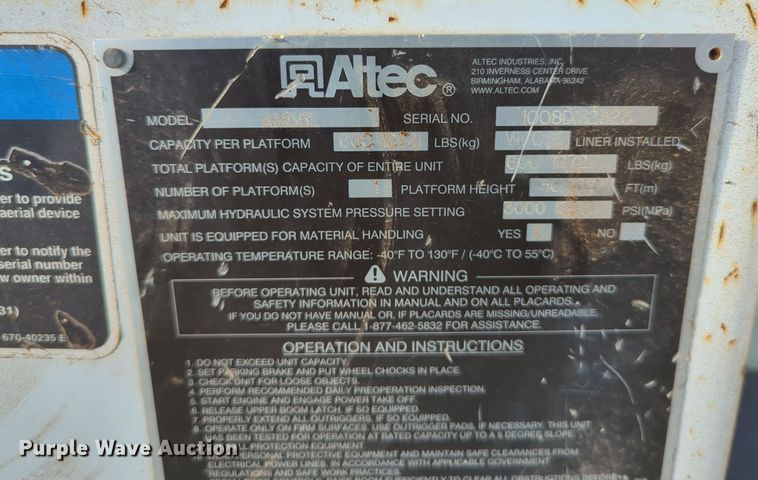 Altec®
ALTEC INDUSTRIES, INC.
210 INVERNESS CENTER DRIVE
BIRMINGHAM, ALABAMA 36242
WWW.ALTEC.COM
MODEL SERIAL NO.
CAPACITY PER PLATFORM LBS(kg) LINER INSTALLED
TOTAL PLATFORM(S) CAPACITY OF ENTIRE UNIT LBS(kg)
NUMBER OF PLATFORM(S) PLATFORM HEIGHT FT(m)
MAXIMUM HYDRAULIC SYSTEM PRESSURE SETTING 3000 PSI(MPa)
UNIT IS EQUIPPED FOR MATERIAL HANDLING YES NO
OPERATING TEMPERATURE RANGE: -40°F TO 130°F / (-40°C TO 55°C)
WARNING
BEFORE OPERATING UNIT, READ AND UNDERSTAND ALL OPERATING AND
SAFETY INFORMATION IN MANUAL AND ON ALL PLACARDS.
IF YOU DO NOT HAVE MANUAL OR, IF PLACARDS MISSING/UNREADABLE,
PLEASE CALL 1-877-462-5832 FOR ASSISTANCE.
OPERATION AND INSTRUCTIONS
1. DO NOT EXCEED UNIT CAPACITY.
2. SET PARKING BRAKE AND PUT WHEEL CHOCKS IN PLACE.
3. CHECK UNIT FOR LOOSE OBJECTS.
4. PERFORM RECOMMENDED DAILY PREOPERATION INSPECTION.
5. START ENGINE AND ENGAGE POWER TAKE OFF.
6. RELEASE UPPER BOOM LATCH, IF SO EQUIPPED.
7. PROPERLY EXTEND ALL OUTRIGGERS, IF SO EQUIPPED.
8. OPERATE ONLY ON FIRM SURFACES. USE OUTRIGGER PADS, IF NECESSARY. THIS UNIT
HAS BEEN TESTED FOR OPERATION AT RATED CAPACITY UP TO A 5 DEGREE SLOPE.
PROTECTION EQUIPMENT.
PERSONAL PROTECTIVE EQUIPMENT AND MAINTAIN SAFE CLEARANCES FROM
ELECTRICAL POWER LINES, IN ACCORDANCE WITH APPLICABLE GOVERNMENT
REGULATIONS AND SAFE WORK PRACTICES.
s
er to provide
aerial device
er to notify the
serial number
w owner within
31)
670-40235 E
Purple Wave Auction